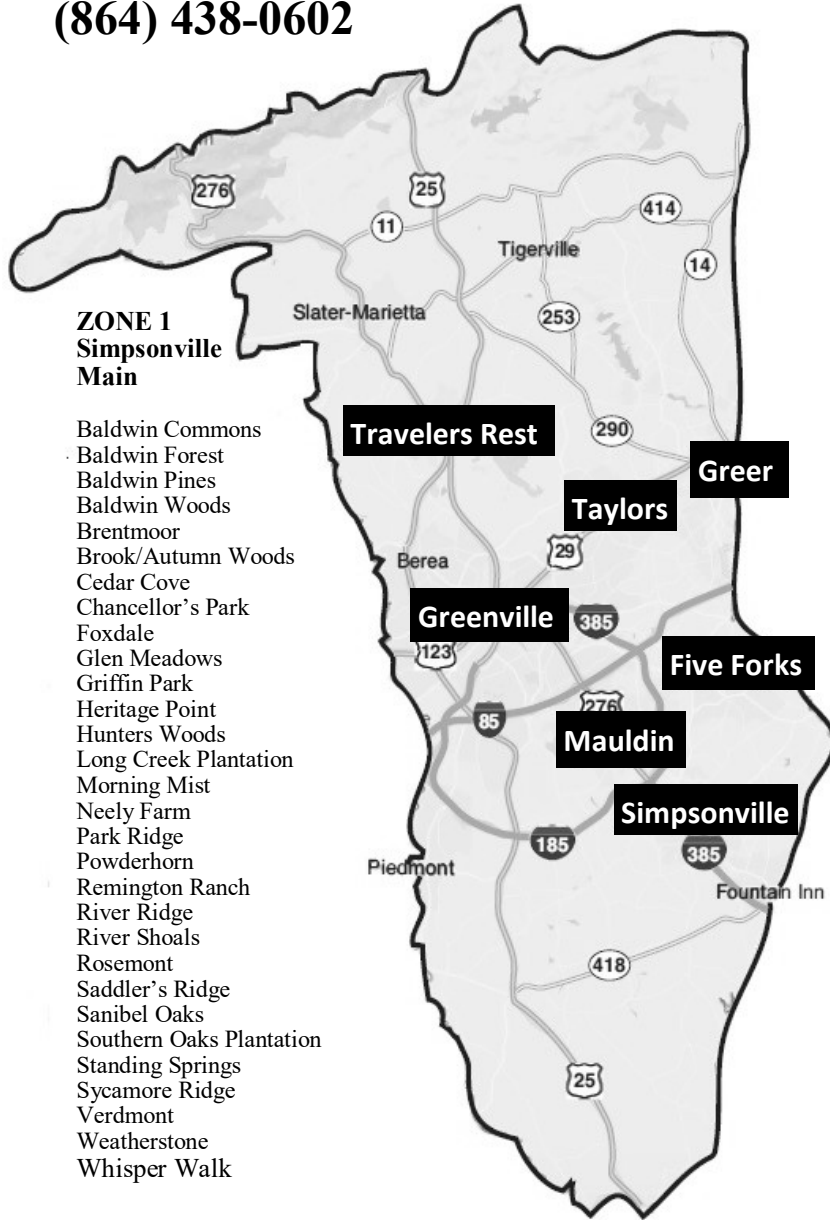 (864) 438-0602
276
25
11
414
Tigerville
14
Slater-Marietta
253
ZONE 1
Simpsonville
Main
Baldwin Commons
Baldwin Forest
Baldwin Pines
Baldwin Woods
Brentmoor
Brook/Autumn Woods
Cedar Cove
Chancellor’s Park
Foxdale
Glen Meadows
Griffin Park
Heritage Point
Hunters Woods
Long Creek Plantation
Morning Mist
Neely Farm
Park Ridge
Powderhorn
Remington Ranch
River Ridge
River Shoals
Rosemont
Saddler’s Ridge
Sanibel Oaks
Southern Oaks Plantation
Standing Springs
Sycamore Ridge
Verdmont
Weatherstone
Whisper Walk
Travelers Rest
290
Greer
Taylors
29
Berea
Greenville
385
123
Five Forks
276
85
Mauldin
Simpsonville
185
385
Piedmont
Fountain Inn
418
25